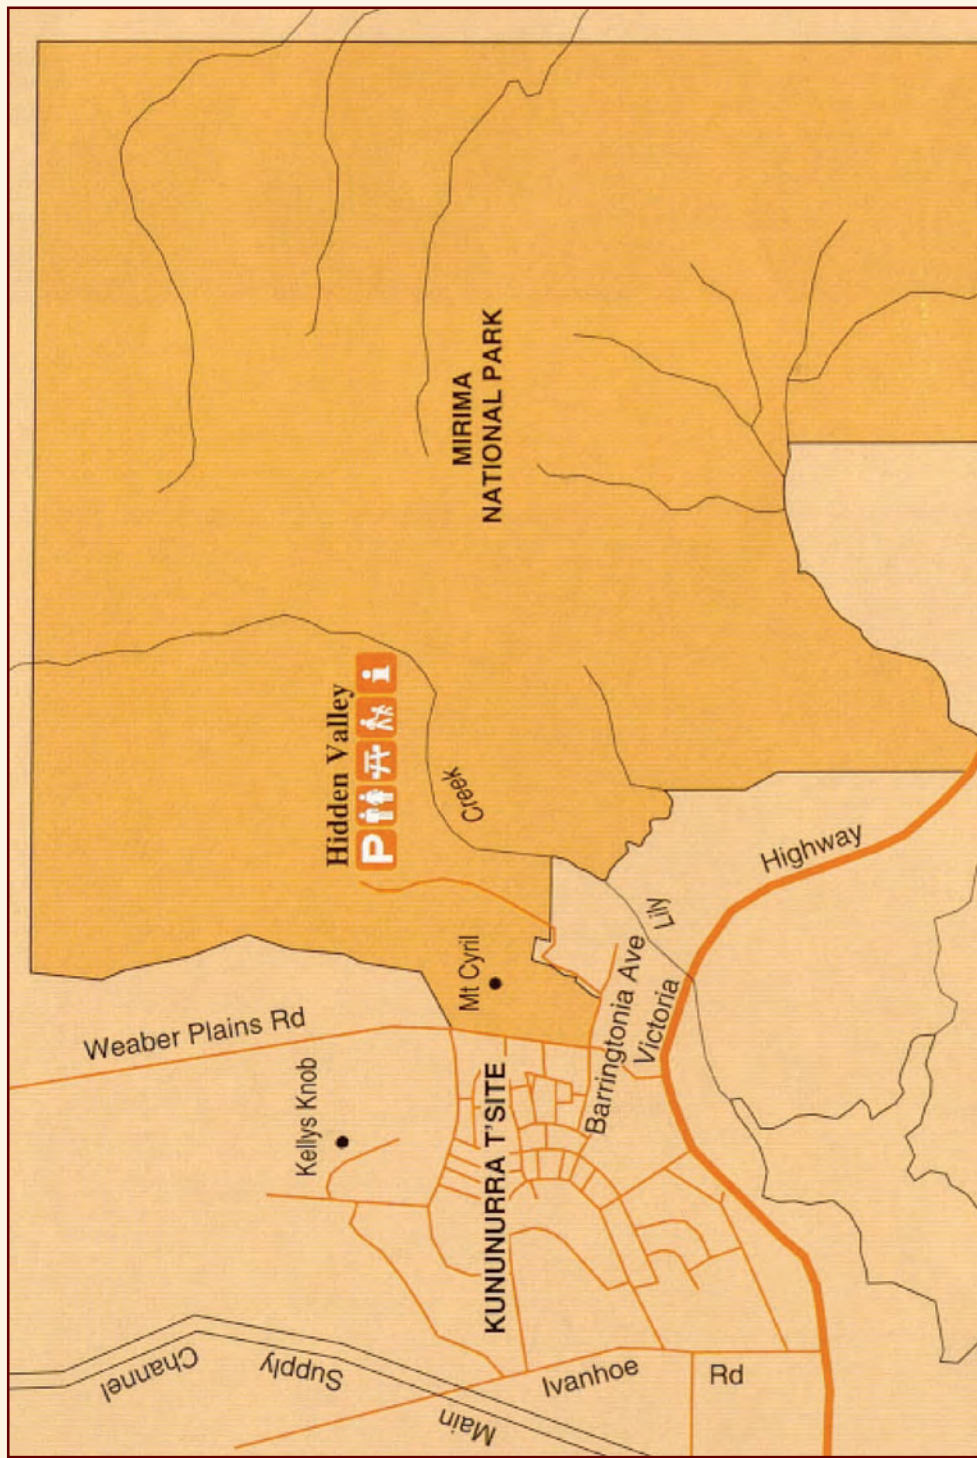 MIRIMA
NATIONAL PARK
Hidden Valley
P
i
Creek
Lily
Mt Cyril
Weaber Plains Rd
Kellys Knob
KUNUNURRA T'SITE
Barringtonia Ave
Victoria
Highway
Ivanhoe
Rd
Main
Supply
Channel